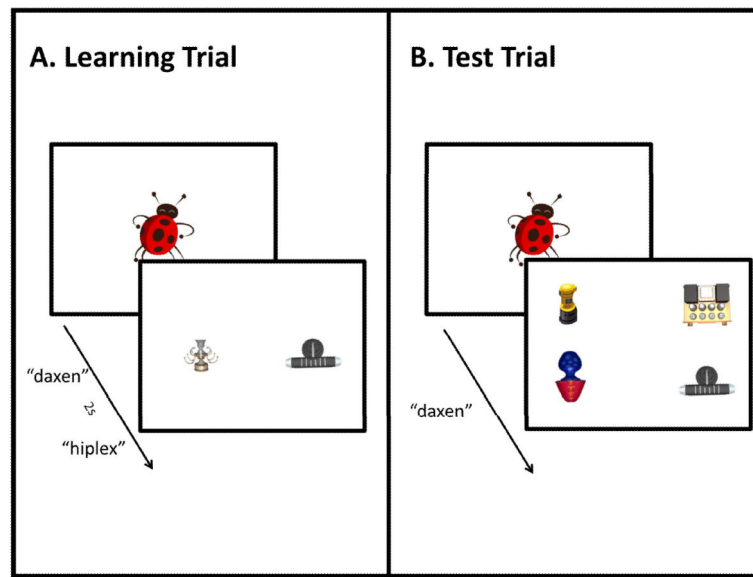 A. Learning Trial
“daxen”
2s
“hiplex”
B. Test Trial
“daxen”